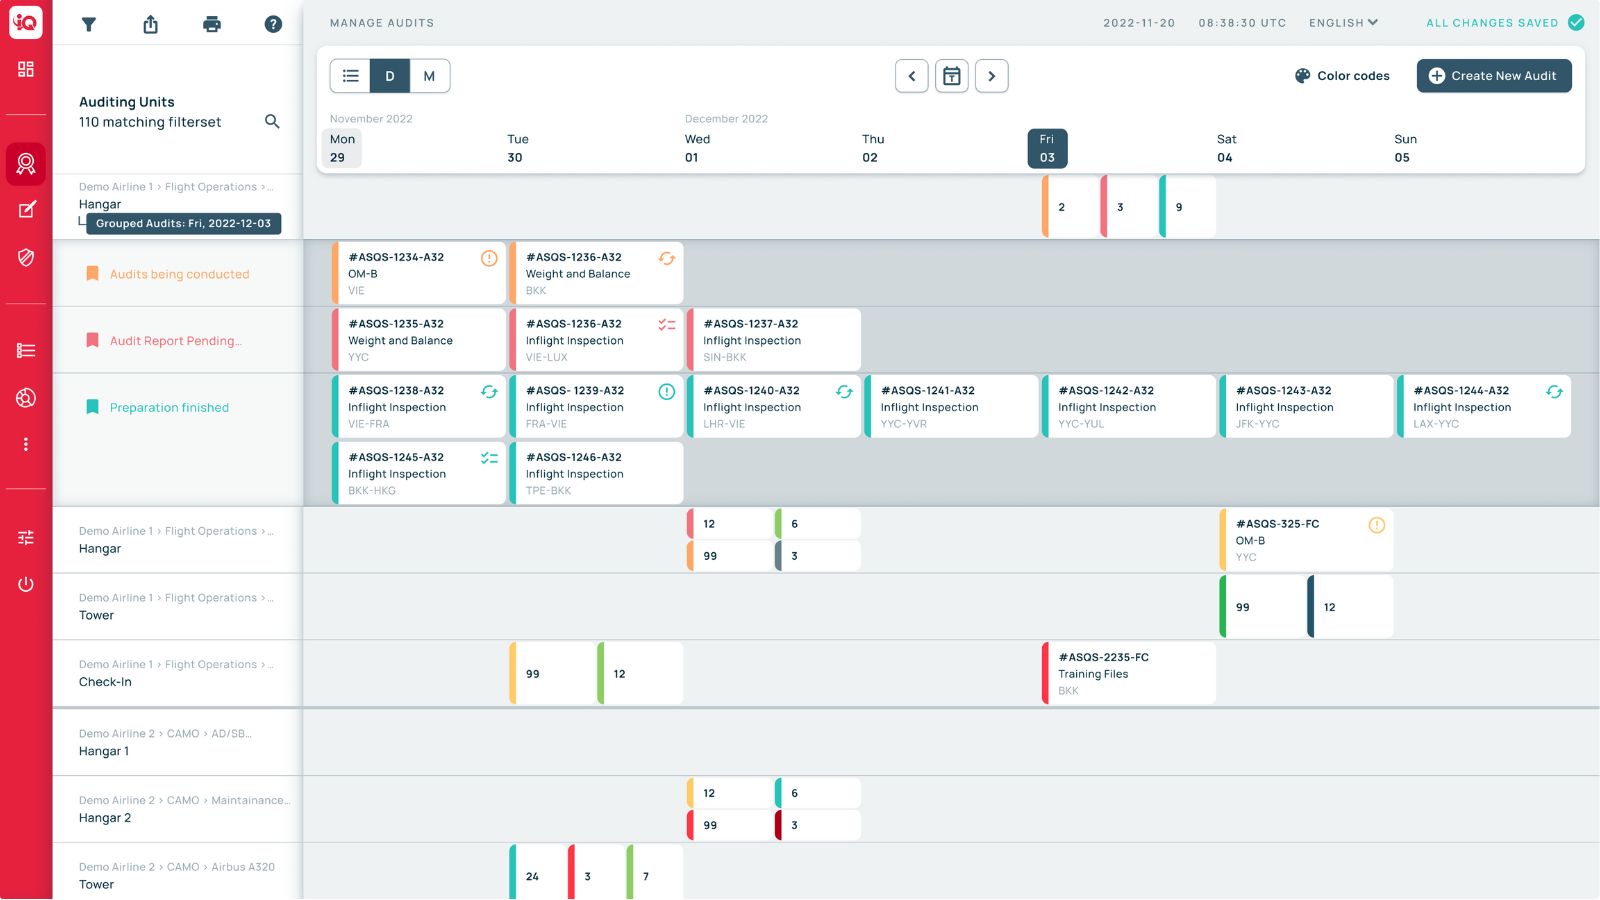 iQ
MANAGE AUDITS
2022-11-20
08:38:30 UTC
ENGLISH
ALL CHANGES SAVED
D
M
Color codes
Create New Audit
Auditing Units
110 matching filterset
November 2022
December 2022
Mon
29
Tue
30
Wed
01
Thu
02
Fri
03
Sat
04
Sun
05
Demo Airline 1 > Flight Operations >...
Hangar
Grouped Audits: Fri, 2022-12-03
2
3
9
Audits being conducted
#ASQS-1234-A32
OM-B
VIE
#ASQS-1236-A32
Weight and Balance
BKK
Audit Report Pending...
#ASQS-1235-A32
Weight and Balance
YYC
#ASQS-1236-A32
Inflight Inspection
VIE-LUX
#ASQS-1237-A32
Inflight Inspection
SIN-BKK
Preparation finished
#ASQS-1238-A32
Inflight Inspection
VIE-FRA
#ASQS- 1239-A32
Inflight Inspection
FRA-VIE
#ASQS-1240-A32
Inflight Inspection
LHR-VIE
#ASQS-1241-A32
Inflight Inspection
YYC-YVR
#ASQS-1242-A32
Inflight Inspection
YYC-YUL
#ASQS-1243-A32
Inflight Inspection
JFK-YYC
#ASQS-1244-A32
Inflight Inspection
LAX-YYC
#ASQS-1245-A32
Inflight Inspection
BKK-HKG
#ASQS-1246-A32
Inflight Inspection
TPE-BKK
Demo Airline 1 > Flight Operations >...
Hangar
12
6
99
3
#ASQS-325-FC
OM-B
YYC
Demo Airline 1 > Flight Operations >...
Tower
99
12
Demo Airline 1 > Flight Operations >...
Check-In
99
12
#ASQS-2235-FC
Training Files
BKK
Demo Airline 2 > CAMO > AD/SB...
Hangar 1
Demo Airline 2 > CAMO > Maintainance...
Hangar 2
12
6
99
3
Demo Airline 2 > CAMO > Airbus A320
Tower
24
3
7